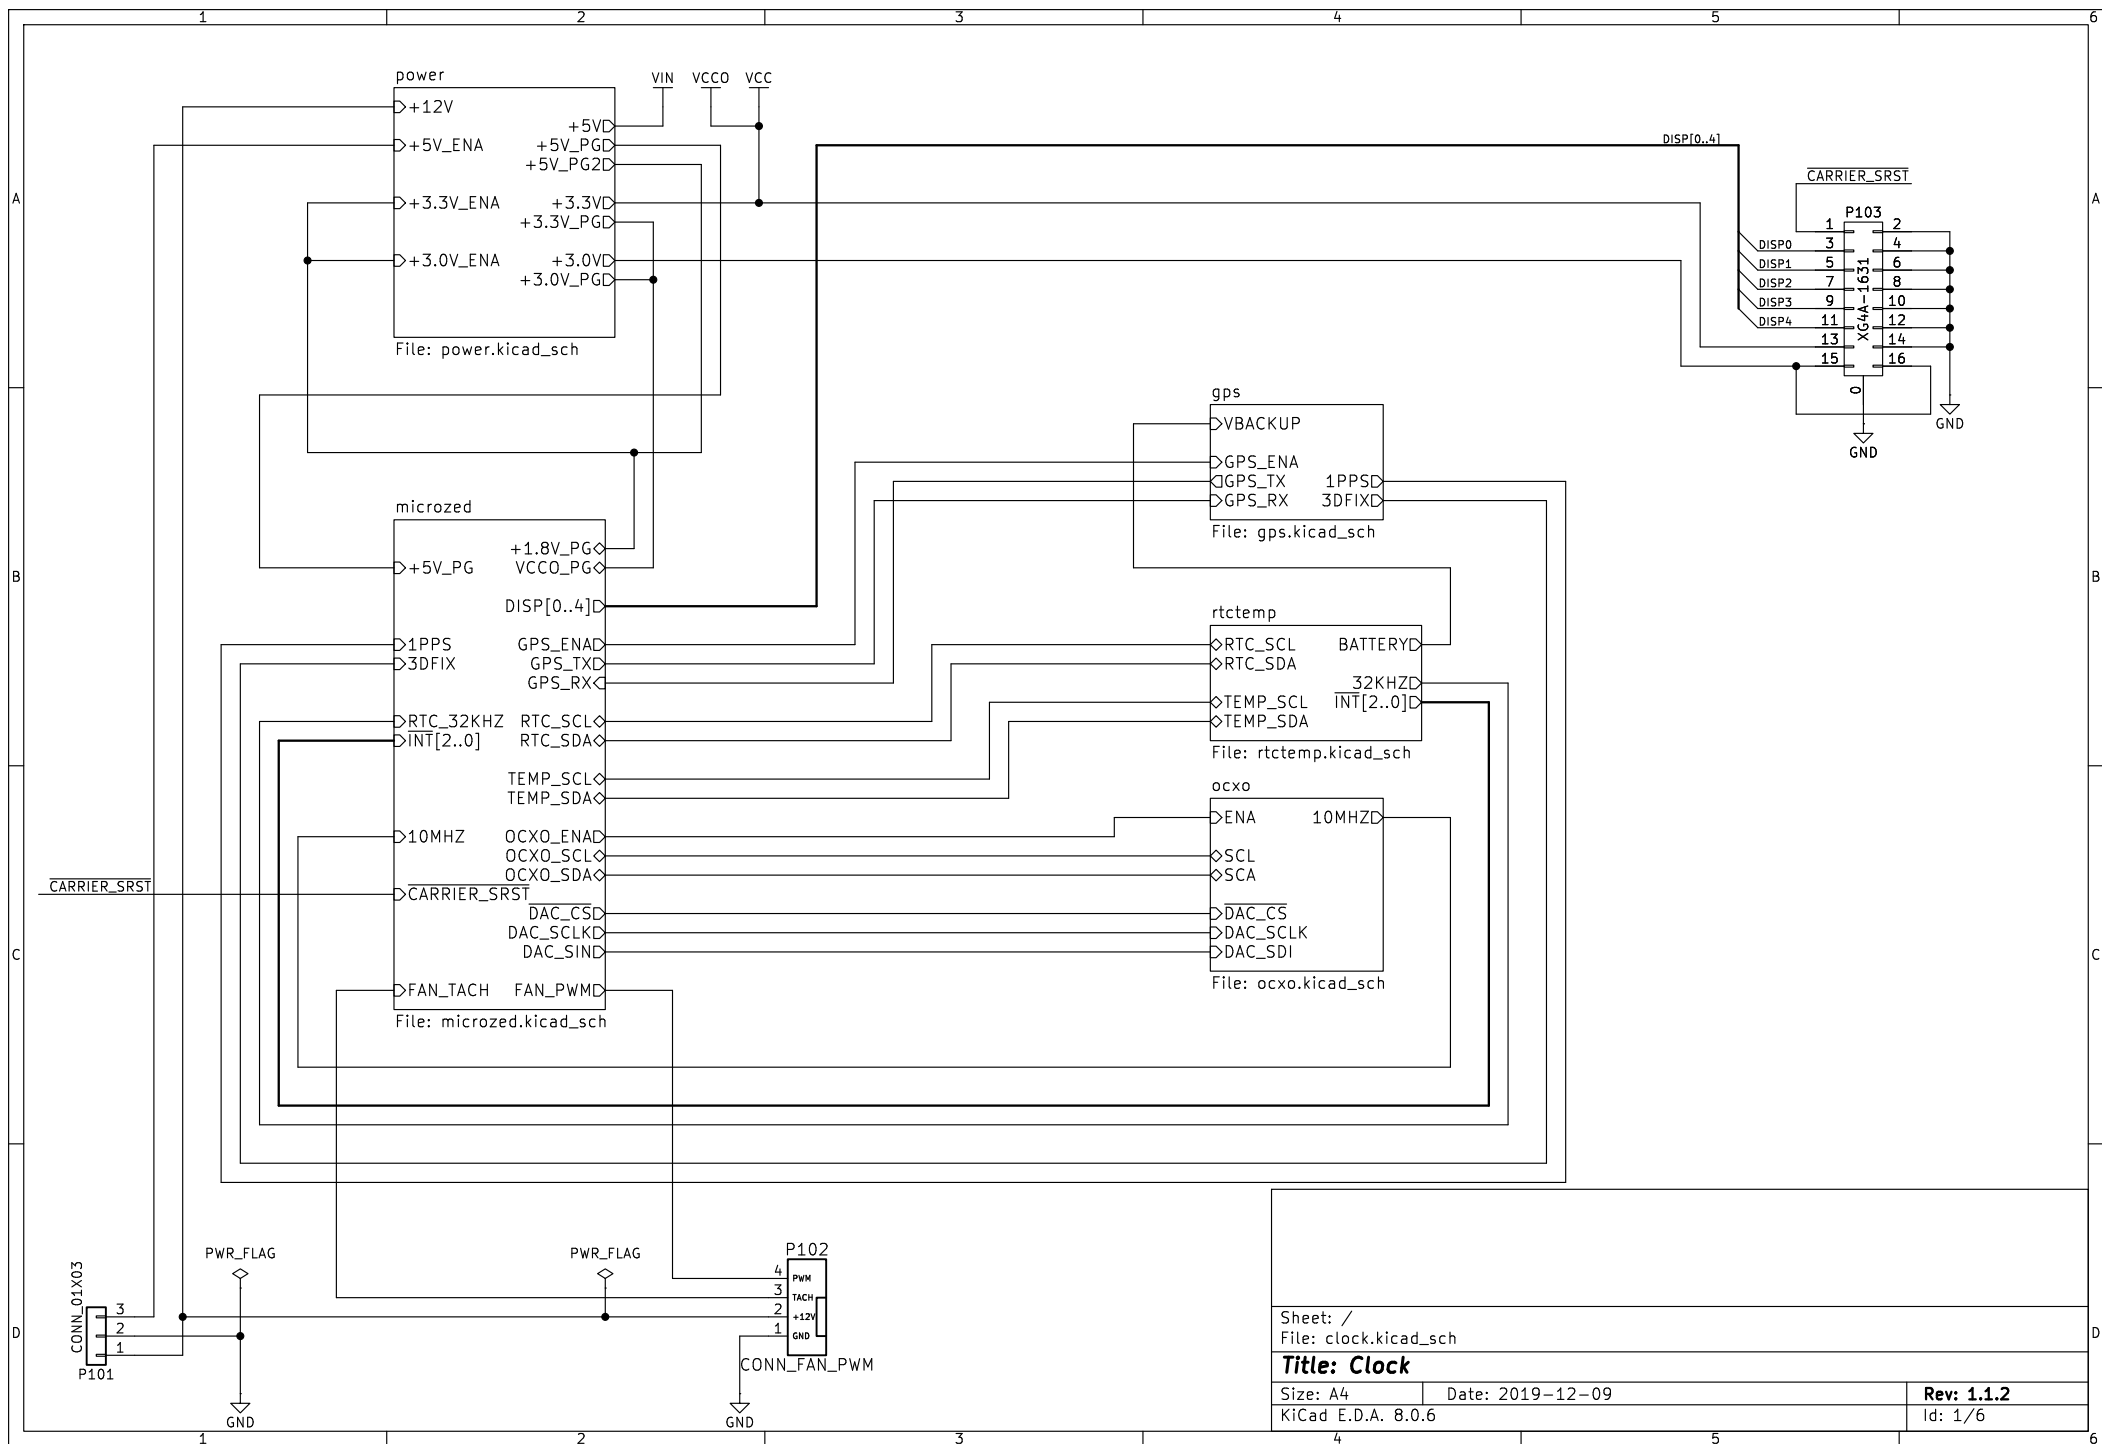 1 2 3 4 5 6
A
B
C
D
A
B
C
D
power
+12V
+5V_ENA
+3.3V_ENA
+3.0V_ENA
+5V
+5V_PG
+5V_PG2
+3.3V
+3.3V_PG
+3.0V
+3.0V_PG
File: power.kicad_sch
VIN VCCO VCC
DISP[0..4]
CARRIER_SRST
P103
XG4A-1631
DISP0
DISP1
DISP2
DISP3
DISP4
1 2
3 4
5 6
7 8
9 10
11 12
13 14
15 16
0
GND
GND
microzed
+5V_PG
1PPS
3DFIX
RTC_32KHZ
INT[2..0]
10MHZ
CARRIER_SRST
FAN_TACH
+1.8V_PG
VCCO_PG
DISP[0..4]
GPS_ENA
GPS_TX
GPS_RX
RTC_SCL
RTC_SDA
TEMP_SCL
TEMP_SDA
OCXO_ENA
OCXO_SCL
OCXO_SDA
DAC_CS
DAC_SCLK
DAC_SIN
FAN_PWM
File: microzed.kicad_sch
CARRIER_SRST
gps
VBACKUP
GPS_ENA
GPS_TX
GPS_RX
1PPS
3DFIX
File: gps.kicad_sch
rtctemp
RTC_SCL
RTC_SDA
TEMP_SCL
TEMP_SDA
BATTERY
32KHZ
INT[2..0]
File: rtctemp.kicad_sch
ocxo
ENA
SCL
SCA
DAC_CS
DAC_SCLK
DAC_SDI
10MHZ
File: ocxo.kicad_sch
CONN_01X03
3
2
1
P101
PWR_FLAG
GND
PWR_FLAG
P102
4 PWM
3 TACH
2 +12V
1 GND
CONN_FAN_PWM
GND
Sheet: /
File: clock.kicad_sch
Title: Clock
Size: A4 Date: 2019-12-09 Rev: 1.1.2
KiCad E.D.A. 8.0.6 Id: 1/6
1 2 3 4 5 6